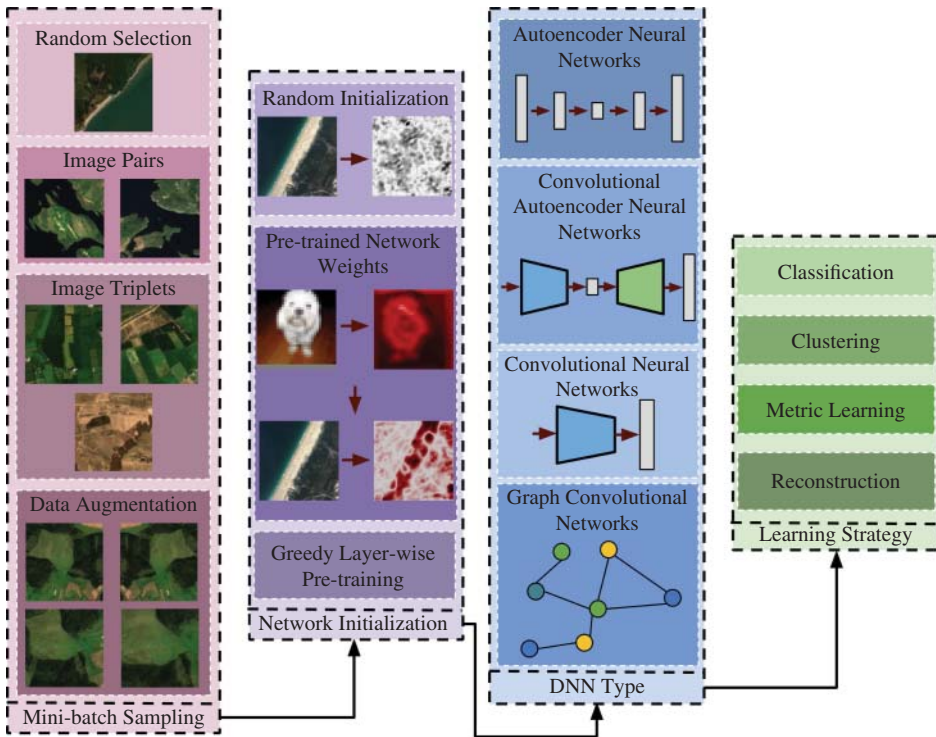 Random Selection
Image Pairs
Image Triplets
Data Augmentation
Mini-batch Sampling
Random Initialization
Pre-trained Network
Weights
Greedy Layer-wise
Pre-training
Network Initialization
Autoencoder Neural
Networks
Convolutional
Autoencoder Neural
Networks
Convolutional Neural
Networks
Graph Convolutional
Networks
DNN Type
Classification
Clustering
Metric Learning
Reconstruction
Learning Strategy